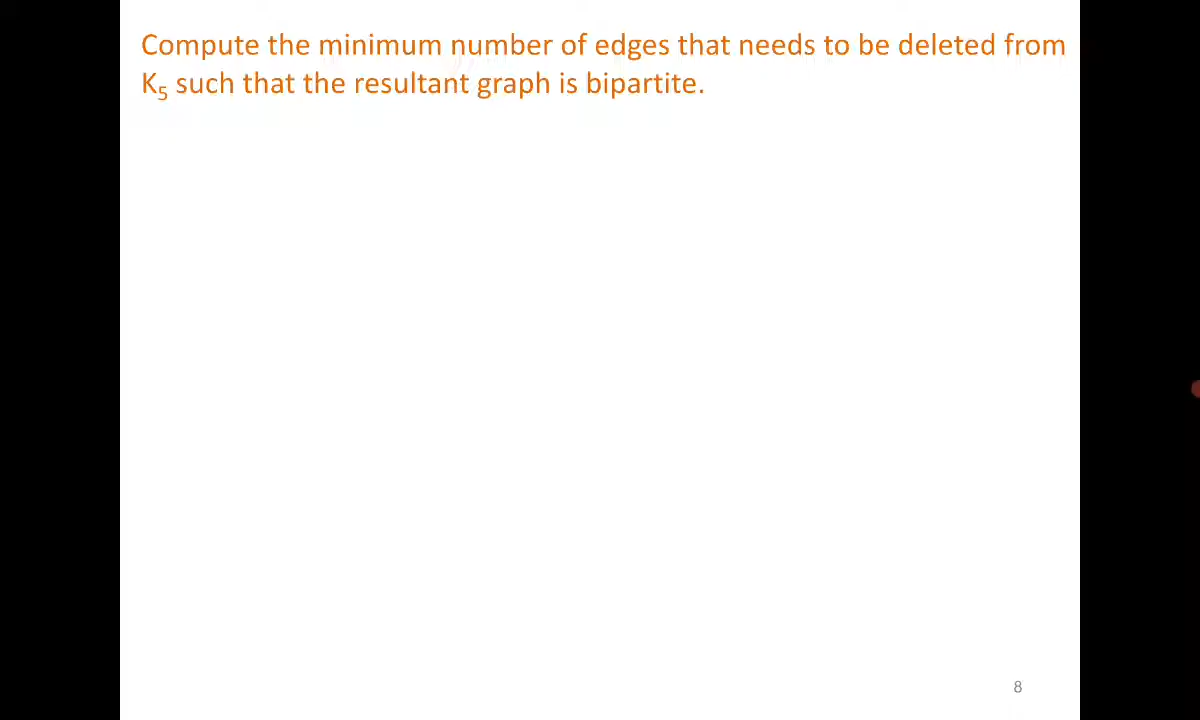 Compute the minimum number of edges that needs to be deleted from
K₅ such that the resultant graph is bipartite.
8